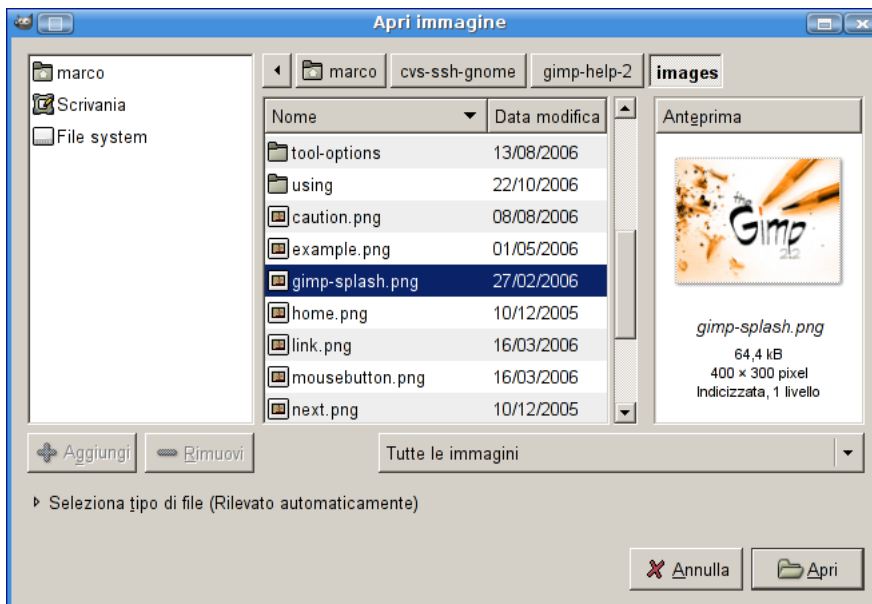 Apri immagine
marco
Scrivania
File system
marco cvs-ssh-gnome gimp-help-2 images
Nome Data modifica
tool-options 13/08/2006
using 22/10/2006
caution.png 08/08/2006
example.png 01/05/2006
gimp-splash.png 27/02/2006
home.png 10/12/2005
link.png 16/03/2006
mousebutton.png 16/03/2006
next.png 10/12/2005
Anteprima
the
Gimp
2.2
gimp-splash.png
64,4 kB
400 × 300 pixel
Indicizzata, 1 livello
Aggiungi Rimuovi
Tutte le immagini
Seleziona tipo di file (Rilevato automaticamente)
Annulla Apri